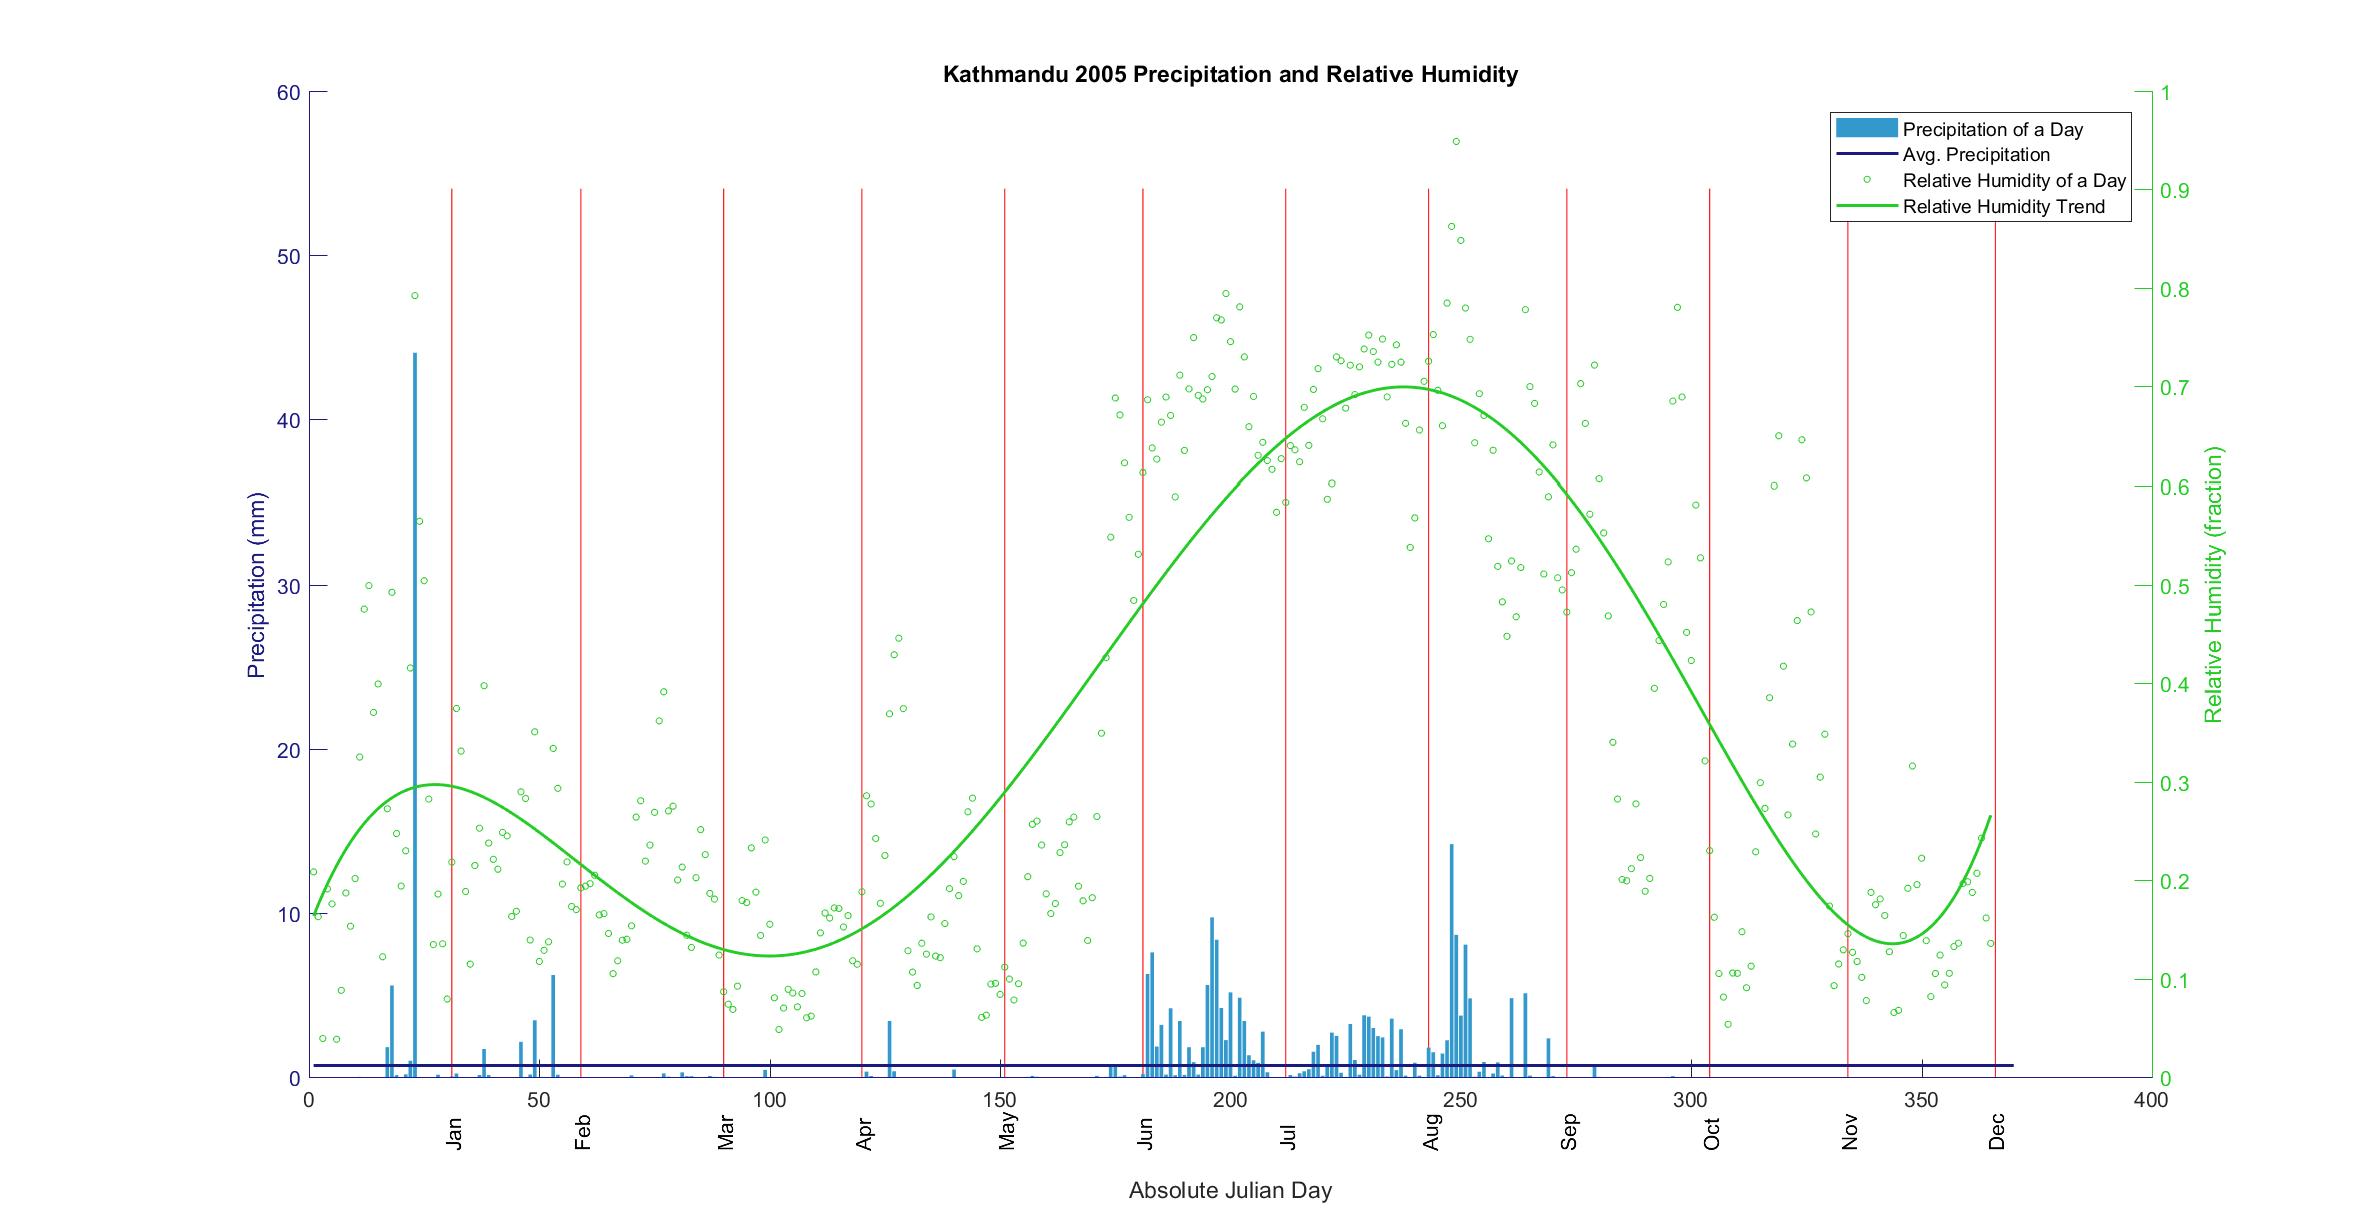 Kathmandu 2005 Precipitation and Relative Humidity
60
50
40
30
20
10
0
Precipitation (mm)
1
0.9
0.8
0.7
0.6
0.5
0.4
0.3
0.2
0.1
0
Relative Humidity (fraction)
Precipitation of a Day
Avg. Precipitation
Relative Humidity of a Day
Relative Humidity Trend
0 50 100 150 200 250 300 350 400
Jan Feb Mar Apr May Jun Jul Aug Sep Oct Nov Dec
Absolute Julian Day